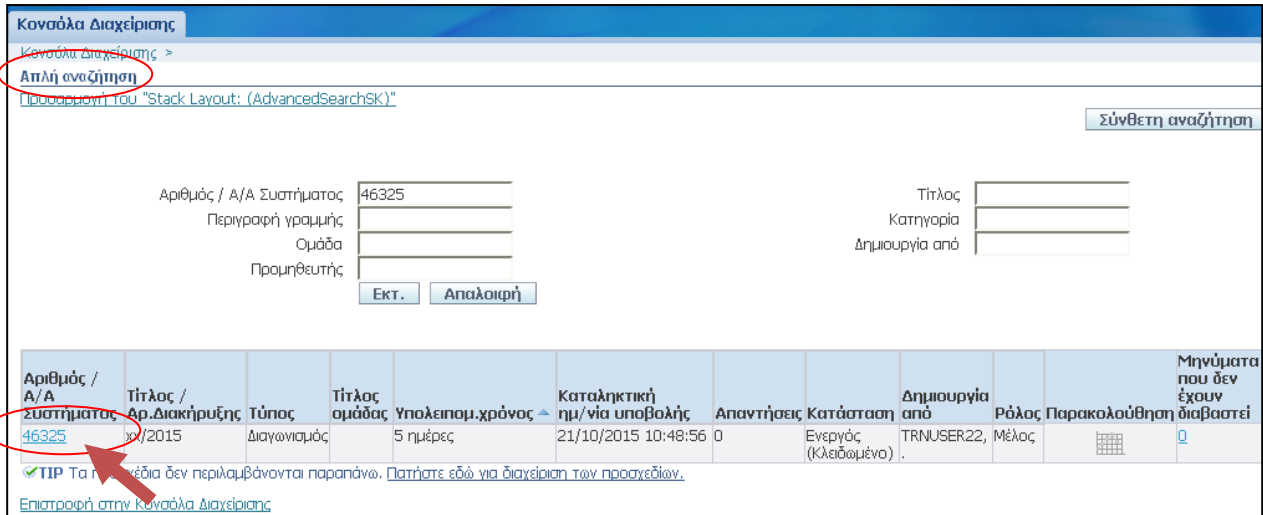 Κονσόλα Διαχείρισης
Κονσόλα Διαχείρισης >
Απλή αναζήτηση
Προσαρμογή του "Stack Layout: (AdvancedSearchSK)"
Σύνθετη αναζήτηση
Αριθμός / Α/Α Συστήματος 46325 Τίτλος
Περιγραφή γραμμής Κατηγορία
Ομάδα Δημιουργία από
Προμηθευτής
Εκτ. Απαλοιφή
Αριθμός / Α/Α Συστήματος Τίτλος / Αρ.Διακήρυξης Τύπος Τίτλος ομάδας Υπολειπομ.χρόνος Καταληκτική ημ/νία υποβολής Απαντήσεις Κατάσταση Δημιουργία από Ρόλος Παρακολούθηση Μηνύματα που δεν έχουν διαβαστεί
46325 xx/2015 Διαγωνισμός 5 ημέρες 21/10/2015 10:48:56 0 Ενεργός (Κλειδωμένο) TRNUSER22, . Μέλος 0
TIP Τα προσχέδια δεν περιλαμβάνονται παραπάνω. Πατήστε εδώ για διαχείριση των προσχεδίων.
Επιστροφή στην Κονσόλα Διαχείρισης